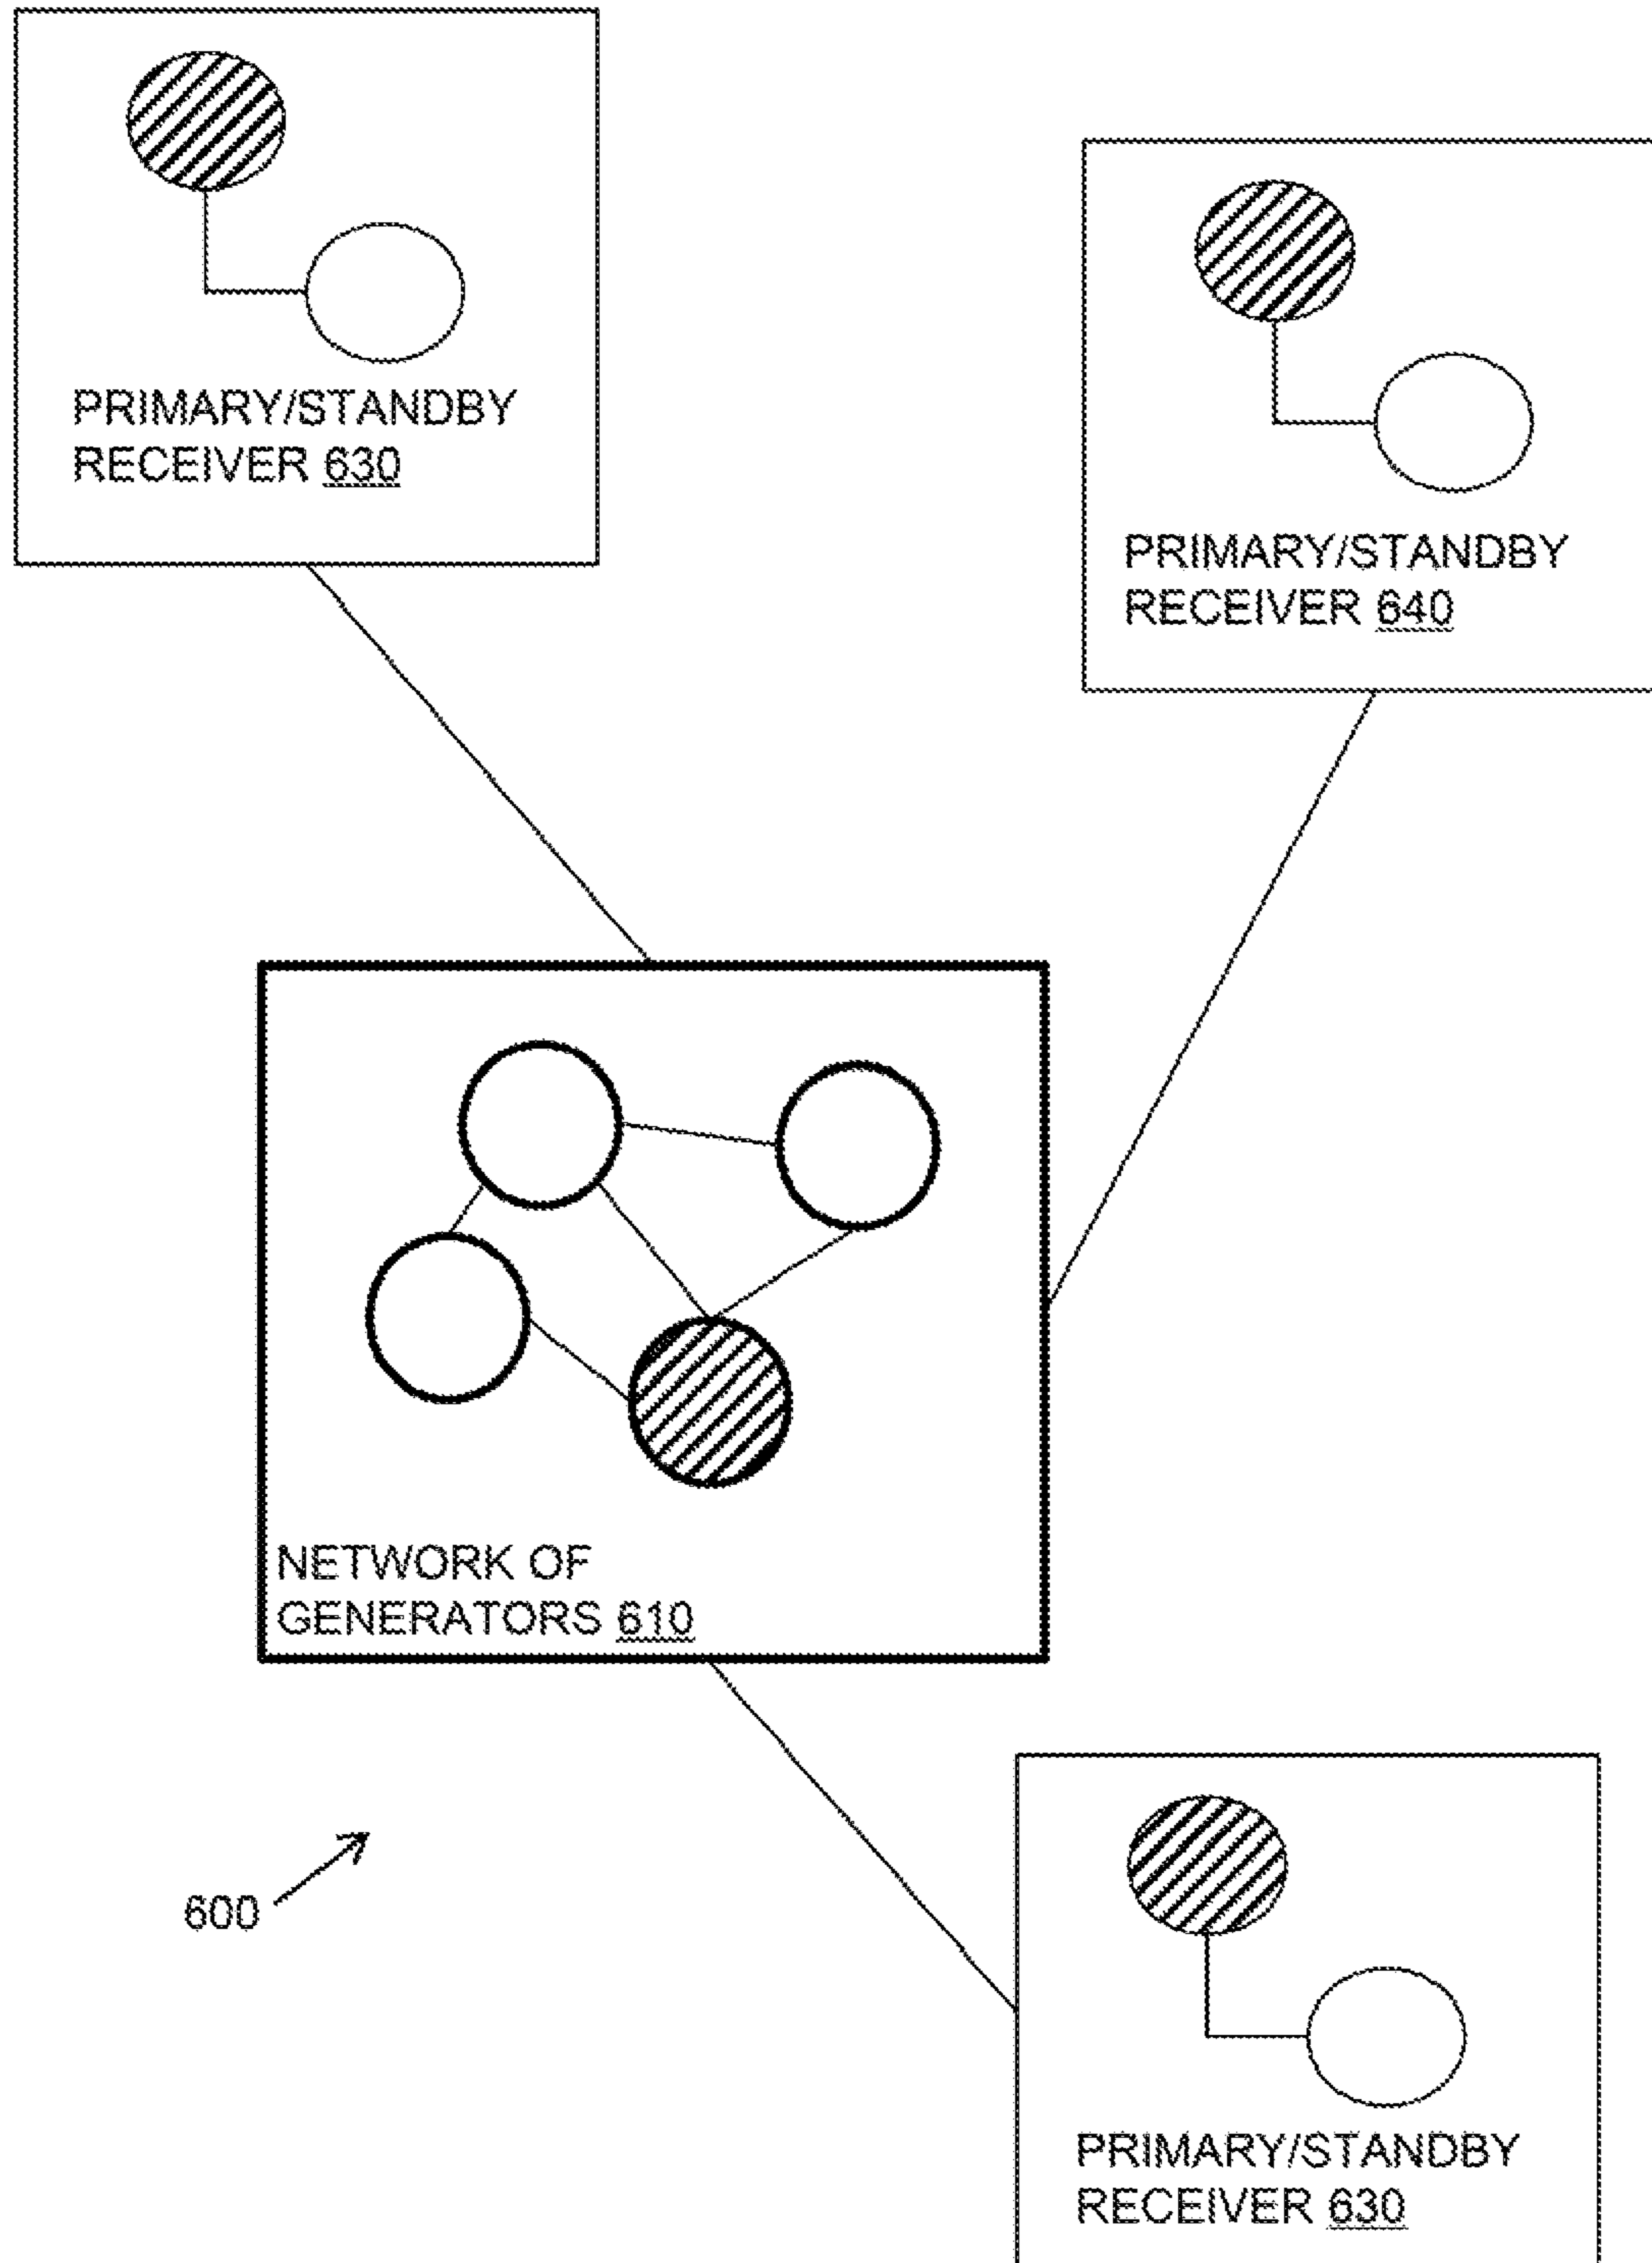 PRIMARY/STANDBY
RECEIVER 630
PRIMARY/STANDBY
RECEIVER 640
NETWORK OF
GENERATORS 610
600
PRIMARY/STANDBY
RECEIVER 630